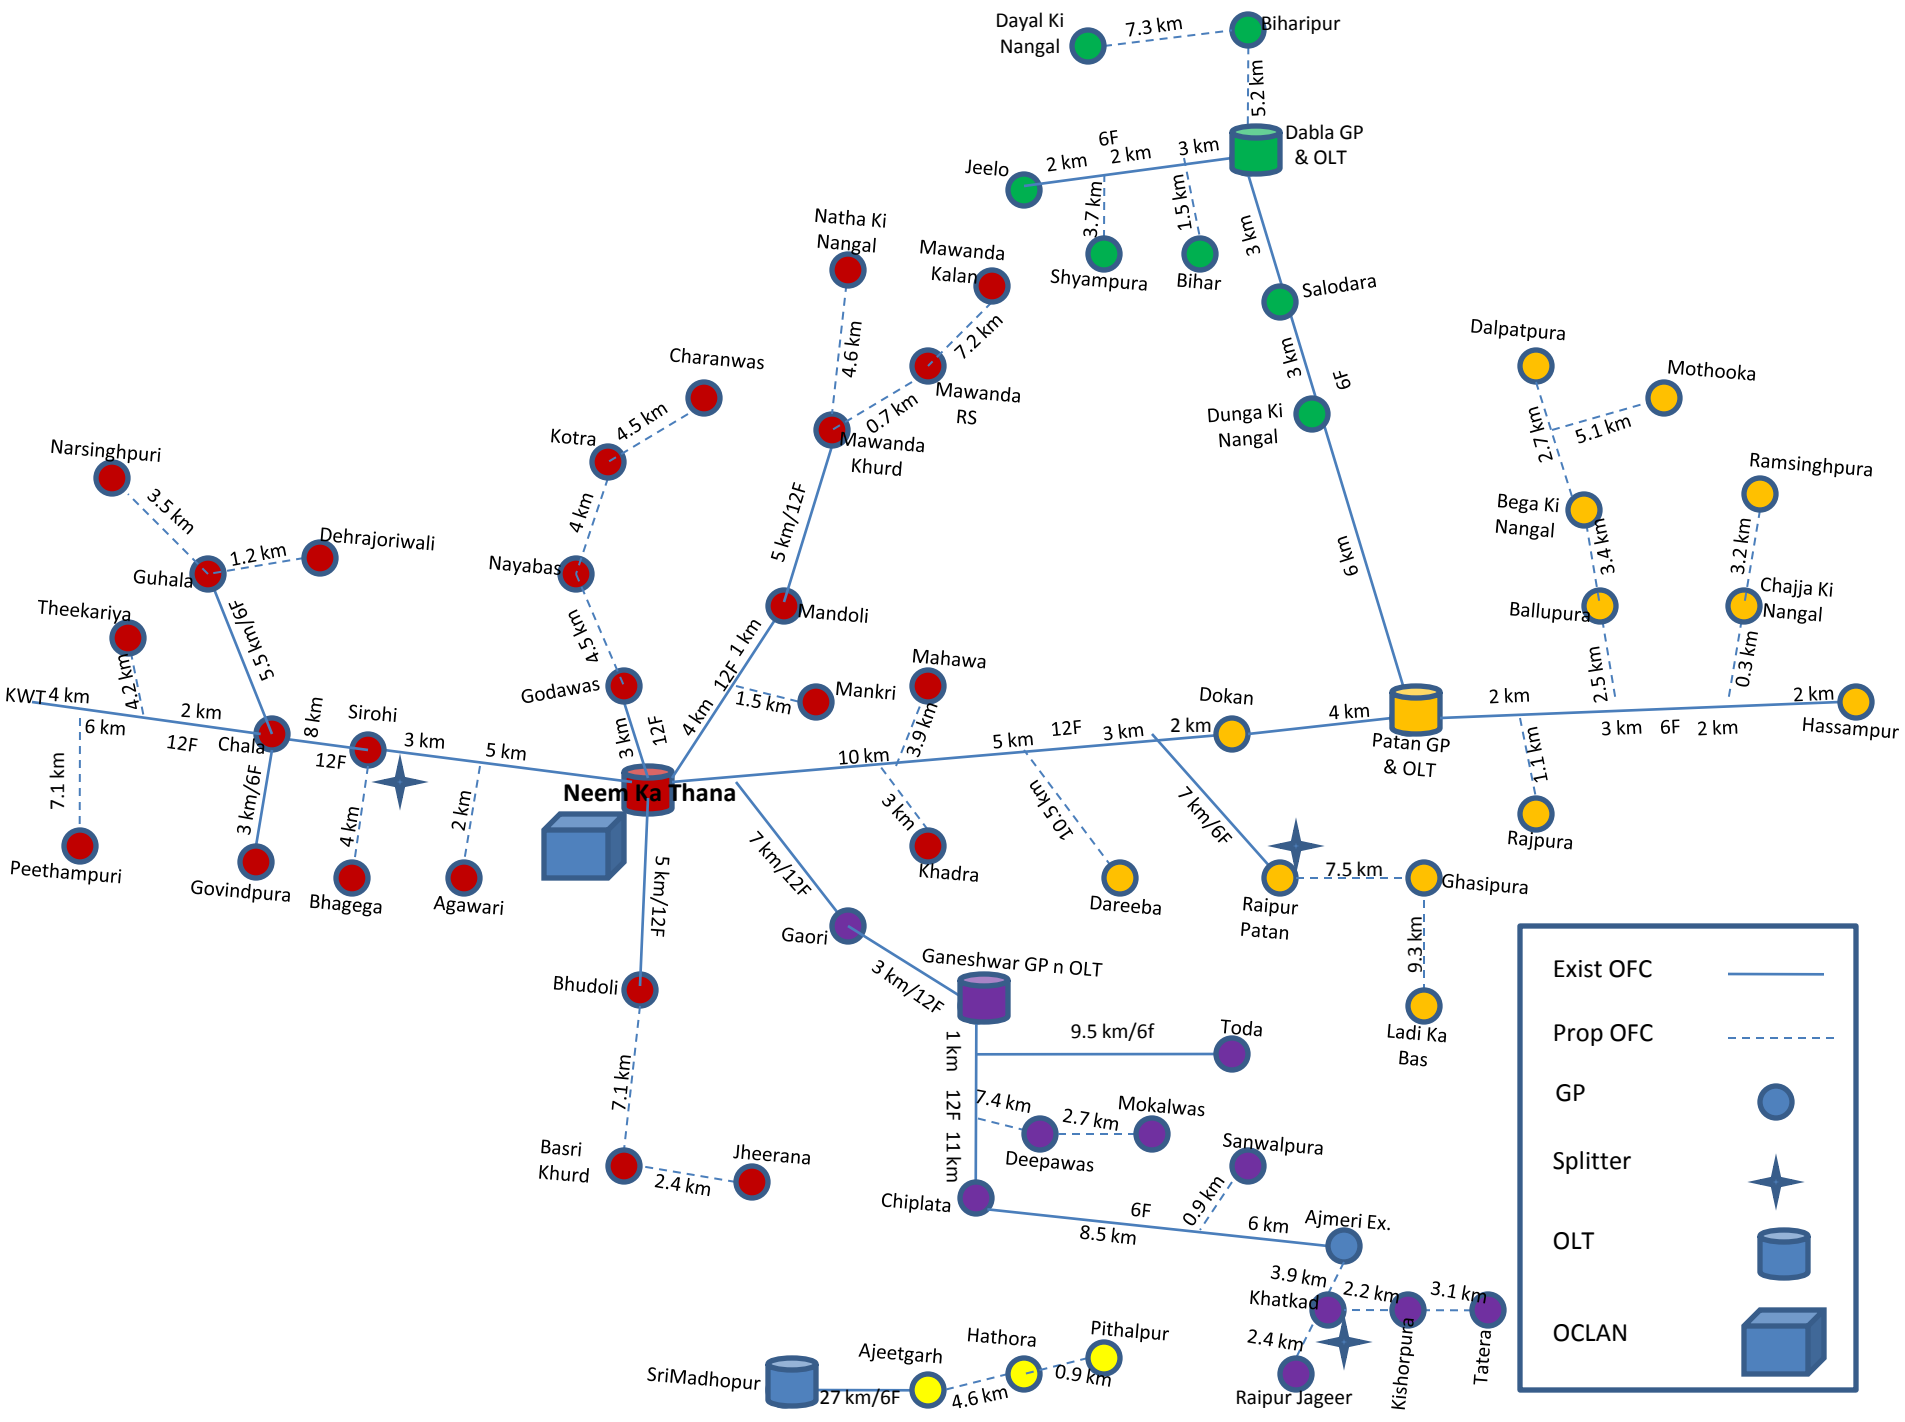 Dayal Ki
Nangal
7.3 km
Biharipur
5.2 km
Dabla GP
& OLT
6F
Jeelo
2 km
2 km
3 km
3.7 km
1.5 km
Shyampura
Bihar
3 km
Salodara
3 km
6F
Dunga Ki
Nangal
6 km
Natha Ki
Nangal
Mawanda
Kalan
4.6 km
7.2 km
Mawanda
RS
0.7 km
Mawanda
Khurd
5 km/12F
Mandoli
1 km
12F
4 km
1.5 km
Mankri
Charanwas
4.5 km
Kotra
4 km
Nayabas
4.5 km
Godawas
3 km
12F
Narsinghpuri
3.5 km
Dehrajoriwali
1.2 km
Guhala
5.5 km/6F
Theekariya
4.2 km
KWT
4 km
6 km
2 km
12F
Chala
8 km
12F
Sirohi
3 km
5 km
7.1 km
Peethampuri
3 km/6F
Govindpura
4 km
Bhagega
2 km
Agawari
Neem Ka Thana
Mahawa
3.9 km
10 km
3 km
Khadra
5 km
12F
3 km
2 km
Dokan
4 km
10.5 km
Dareeba
7 km/6F
Raipur
Patan
7.5 km
Ghasipura
9.3 km
Ladi Ka
Bas
Patan GP
& OLT
Dalpatpura
Mothooka
2.7 km
5.1 km
Bega Ki
Nangal
3.4 km
Ballupura
2.5 km
Ramsinghpura
3.2 km
Chajja Ki
Nangal
0.3 km
2 km
2 km
3 km
6F
2 km
Hassampur
1.1 km
Rajpura
7 km/12F
Gaori
3 km/12F
Ganeshwar GP n OLT
5 km/12F
Bhudoli
7.1 km
Basri
Khurd
2.4 km
Jheerana
1 km
9.5 km/6f
Toda
12F
7.4 km
2.7 km
Mokalwas
Deepawas
11 km
Chiplata
Sanwalpura
0.9 km
6F
8.5 km
6 km
Ajmeri Ex.
3.9 km
Khatkad
2.2 km
3.1 km
Kishorpura
Tatera
2.4 km
Raipur Jageer
SriMadhopur
27 km/6F
Ajeetgarh
4.6 km
Hathora
0.9 km
Pithalpur
Exist OFC
Prop OFC
GP
Splitter
OLT
OCLAN